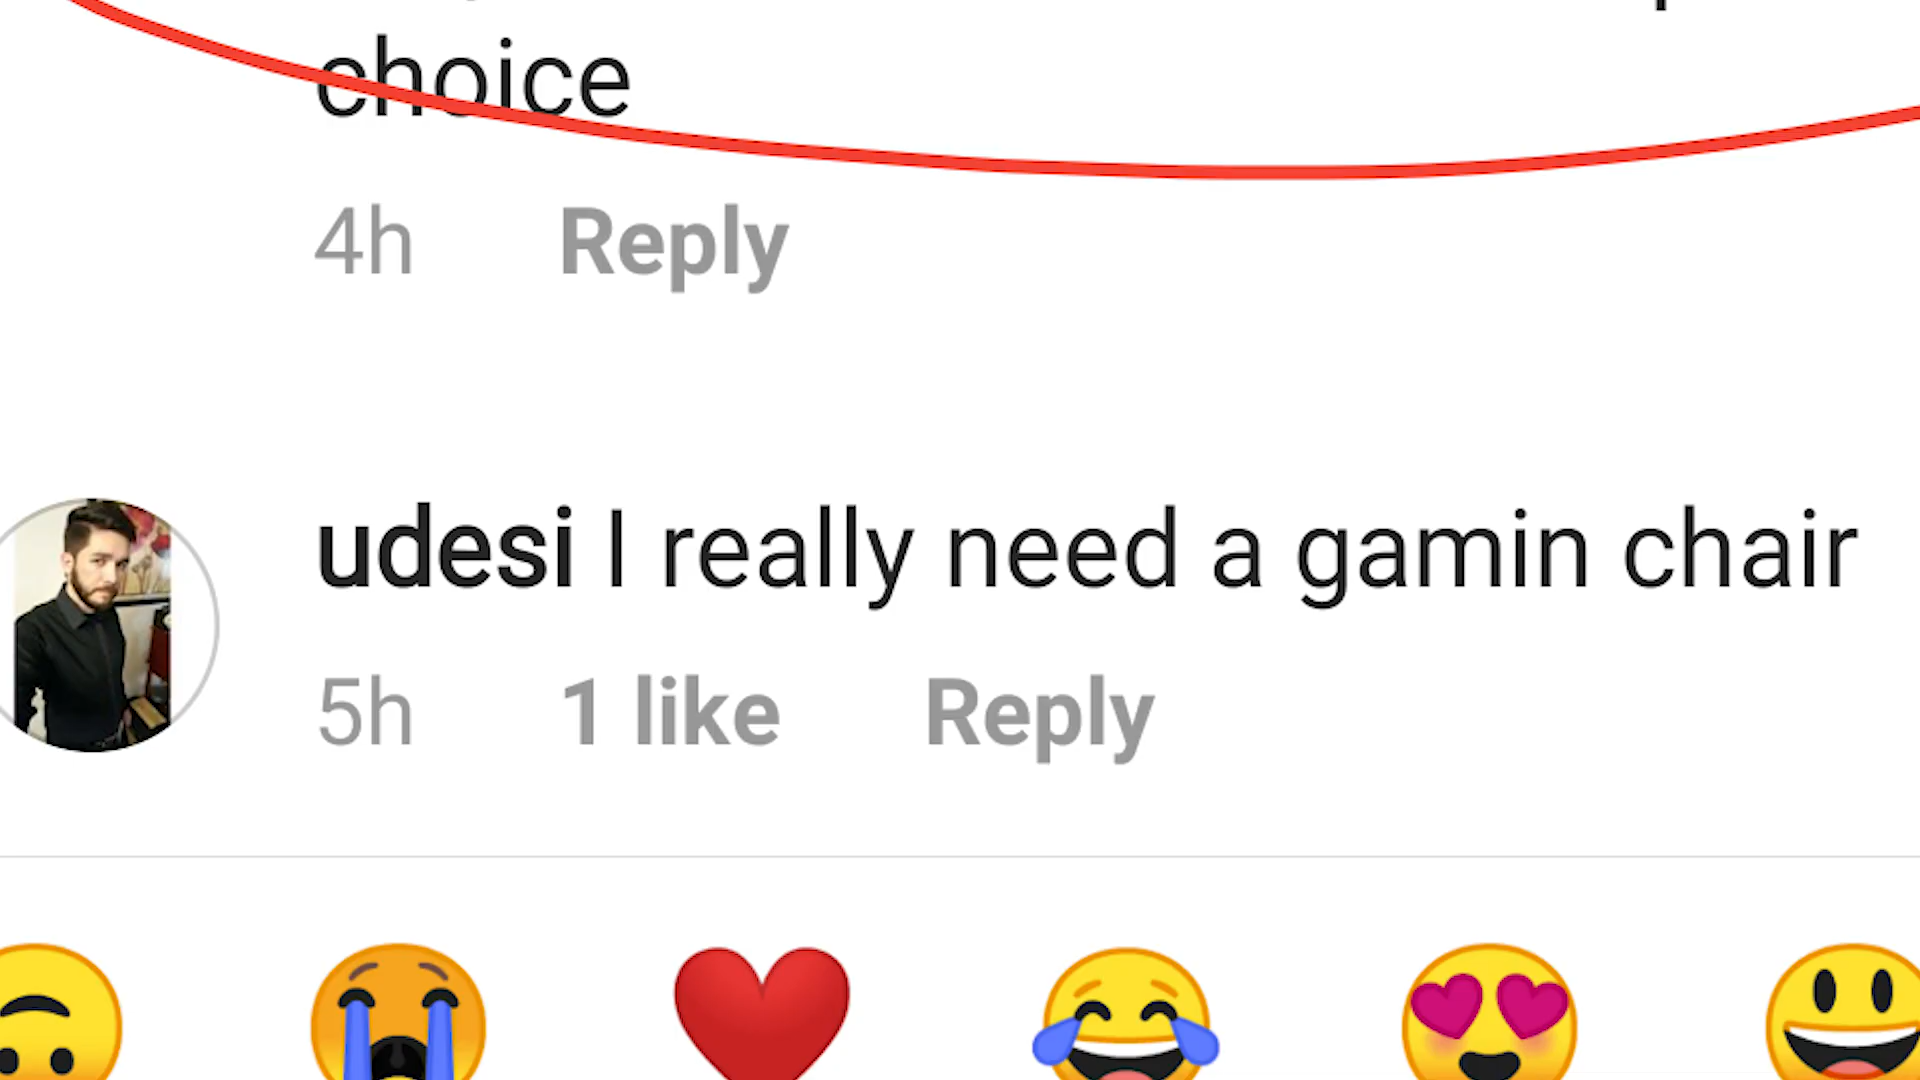 choice
4h Reply
udesi I really need a gamin chair
5h 1 like Reply